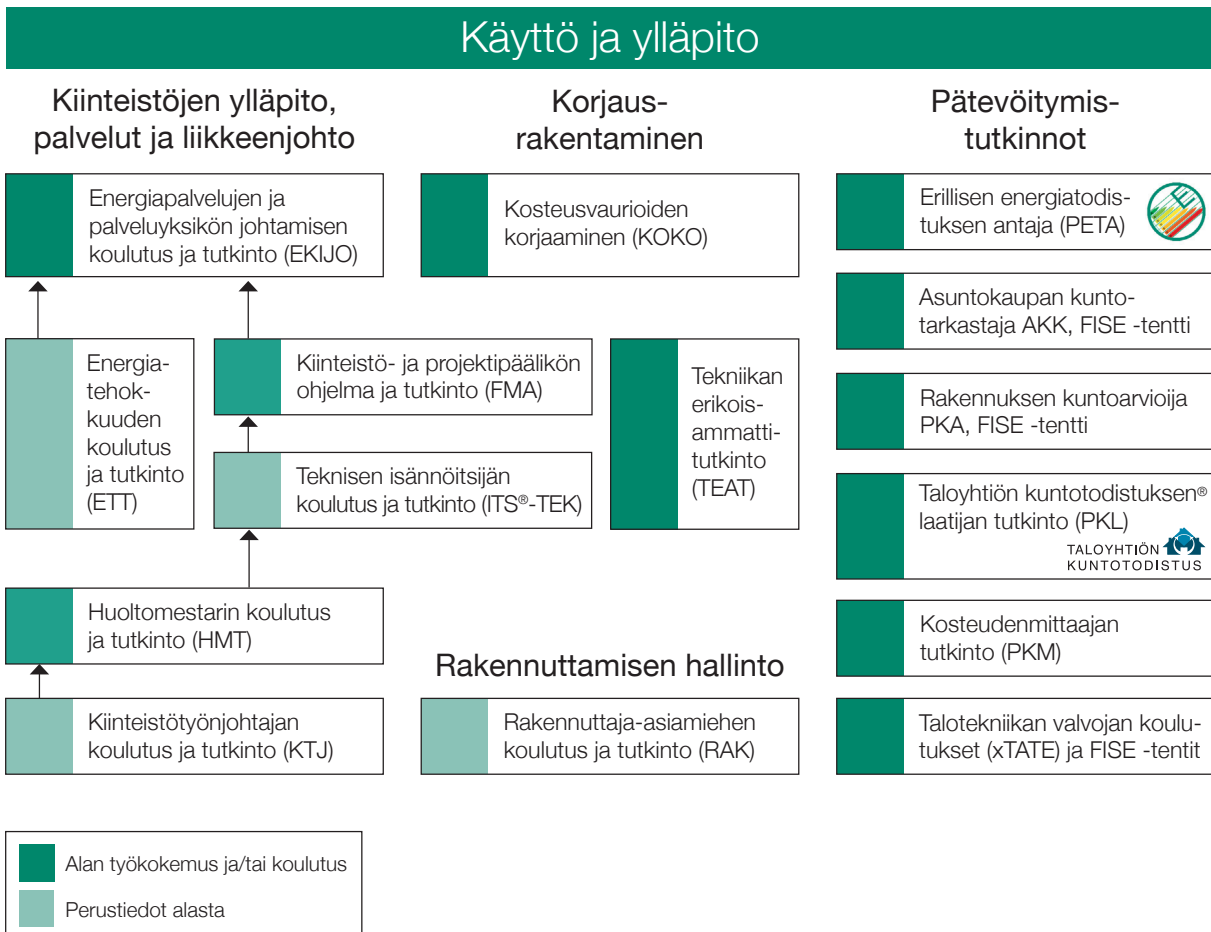 Käyttö ja ylläpito
Kiinteistöjen ylläpito,
palvelut ja liikkeenjohto
Energiapalvelujen ja
palveluyksikön johtamisen
koulutus ja tutkinto (EKIJO)
Energia-
tehok-
kuuden
koulutus
ja tutkinto
(ETT)
Kiinteistö- ja projektipäälikön
ohjelma ja tutkinto (FMA)
Teknisen isännöitsijän
koulutus ja tutkinto (ITS®-TEK)
Huoltomestarin koulutus
ja tutkinto (HMT)
Kiinteistötyönjohtajan
koulutus ja tutkinto (KTJ)
Korjaus-
rakentaminen
Kosteusvaurioiden
korjaaminen (KOKO)
Tekniikan
erikois-
ammatti-
tutkinto
(TEAT)
Rakennuttamisen hallinto
Rakennuttaja-asiamiehen
koulutus ja tutkinto (RAK)
Pätevöitymis-
tutkinnot
Erillisen energiatodis-
tuksen antaja (PETA)
E
Asuntokaupan kunto-
tarkastaja AKK, FISE -tentti
Rakennuksen kuntoarvioija
PKA, FISE -tentti
Taloyhtiön kuntotodistuksen®
laatijan tutkinto (PKL)
TALOYHTIÖN
KUNTOTODISTUS
Kosteudenmittaajan
tutkinto (PKM)
Talotekniikan valvojan koulu-
tukset (xTATE) ja FISE -tentit
Alan työkokemus ja/tai koulutus
Perustiedot alasta